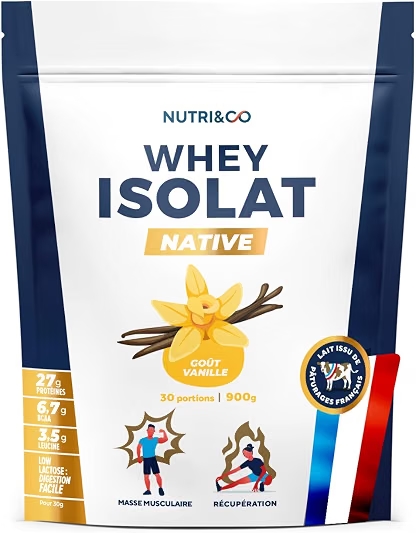 NUTRI&CO
WHEY
ISOLAT
NATIVE
GOÛT
VANILLE
30 portions | 900g
27g
PROTÉINES
6,7g
BCAA
3,5g
LEUCINE
LOW
LACTOSE :
DIGESTION
FACILE
Pour 30g
LAIT ISSU DE
PÂTURAGES FRANÇAIS
MASSE MUSCULAIRE
RÉCUPÉRATION